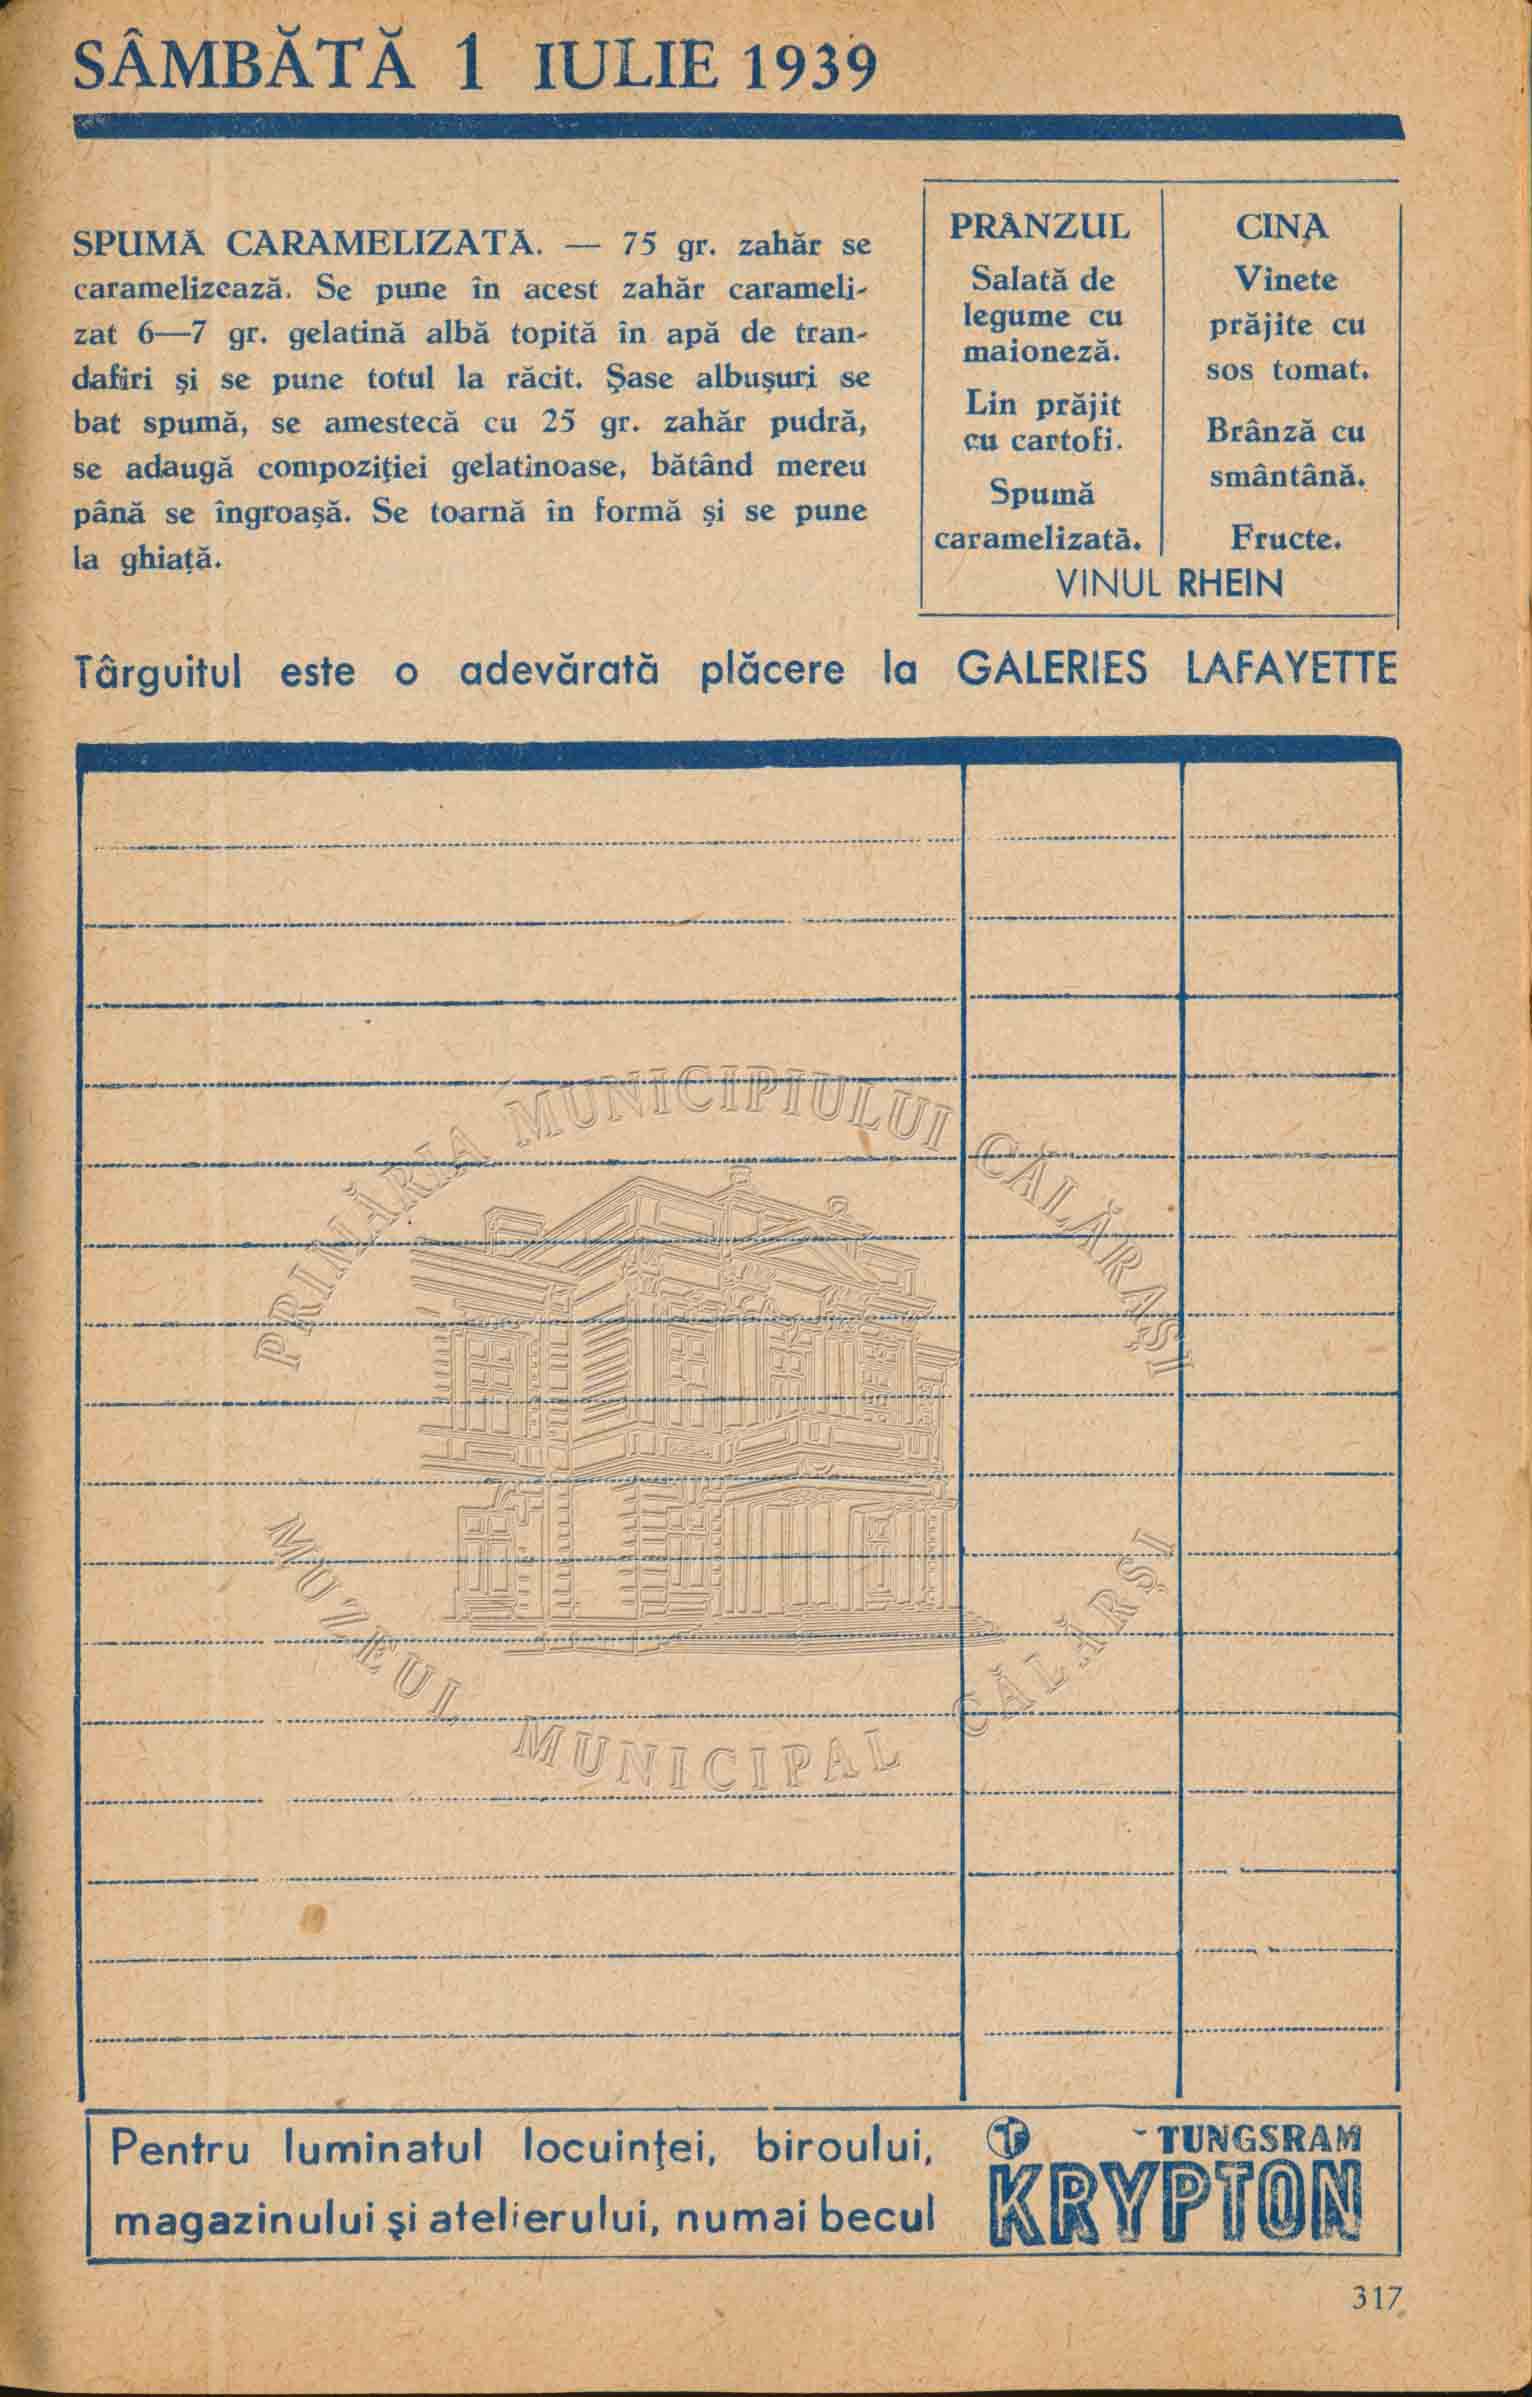 SÂMBĂTĂ 1 IULIE 1939
SPUMĂ CARAMELIZATĂ. — 75 gr. zahăr se
caramelizează. Se pune în acest zahăr carameli-
zat 6—7 gr. gelatină albă topită în apă de tran-
dafiri şi se pune totul la răcit. Şase albuşuri se
bat spumă, se amestecă cu 25 gr. zahăr pudră,
se adaugă compoziţiei gelatinoase, bătând mereu
până se îngroaşă. Se toarnă în formă şi se pune
la ghiaţă.
PRÂNZUL
Salată de
legume cu
maioneză.
Lin prăjit
cu cartofi.
Spumă
caramelizată.
CINA
Vinete
prăjite cu
sos tomat.
Brânză cu
smântână.
Fructe.
VINUL RHEIN
Târguitul este o adevărată plăcere la GALERIES LAFAYETTE
PRIMĂRIA MUNICIPIULUI CĂLĂRAŞI
MUZEUL MUNICIPAL CĂLĂRŞI
Pentru luminatul locuinţei, biroului,
magazinului şi atelierului, numai becul
T TUNGSRAM
KRYPTON
317